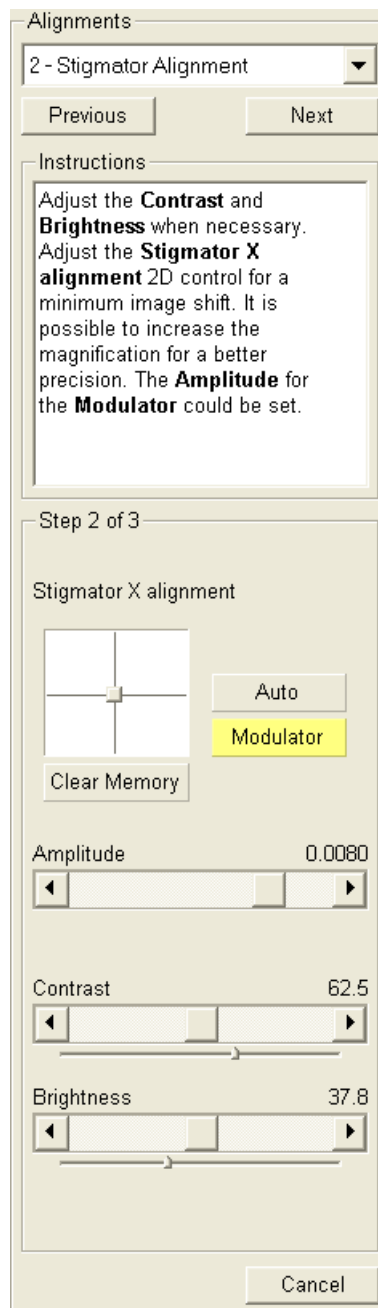 Alignments
2 - Stigmator Alignment
Previous Next
Instructions
Adjust the Contrast and
Brightness when necessary.
Adjust the Stigmator X
alignment 2D control for a
minimum image shift. It is
possible to increase the
magnification for a better
precision. The Amplitude for
the Modulator could be set.
Step 2 of 3
Stigmator X alignment
Auto
Modulator
Clear Memory
Amplitude 0.0080
Contrast 62.5
Brightness 37.8
Cancel